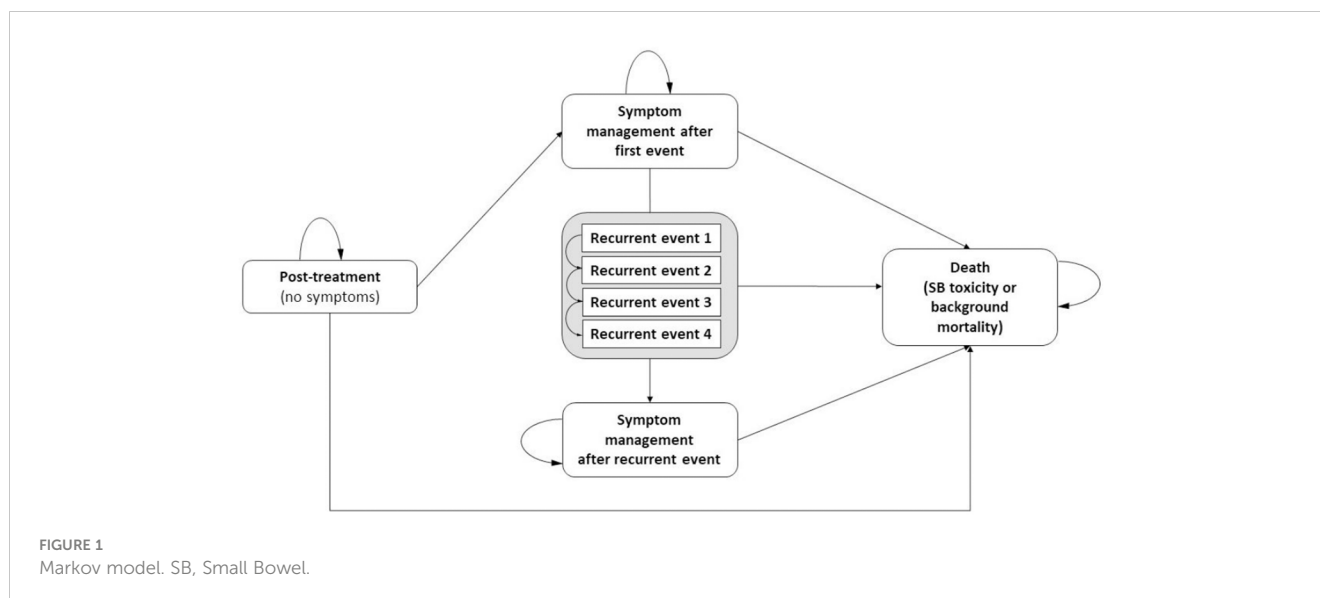 Symptom
management after
first event
Recurrent event 1
Recurrent event 2
Recurrent event 3
Recurrent event 4
Post-treatment
(no symptoms)
Death
(SB toxicity or
background
mortality)
Symptom
management
after recurrent event
FIGURE 1
Markov model. SB, Small Bowel.